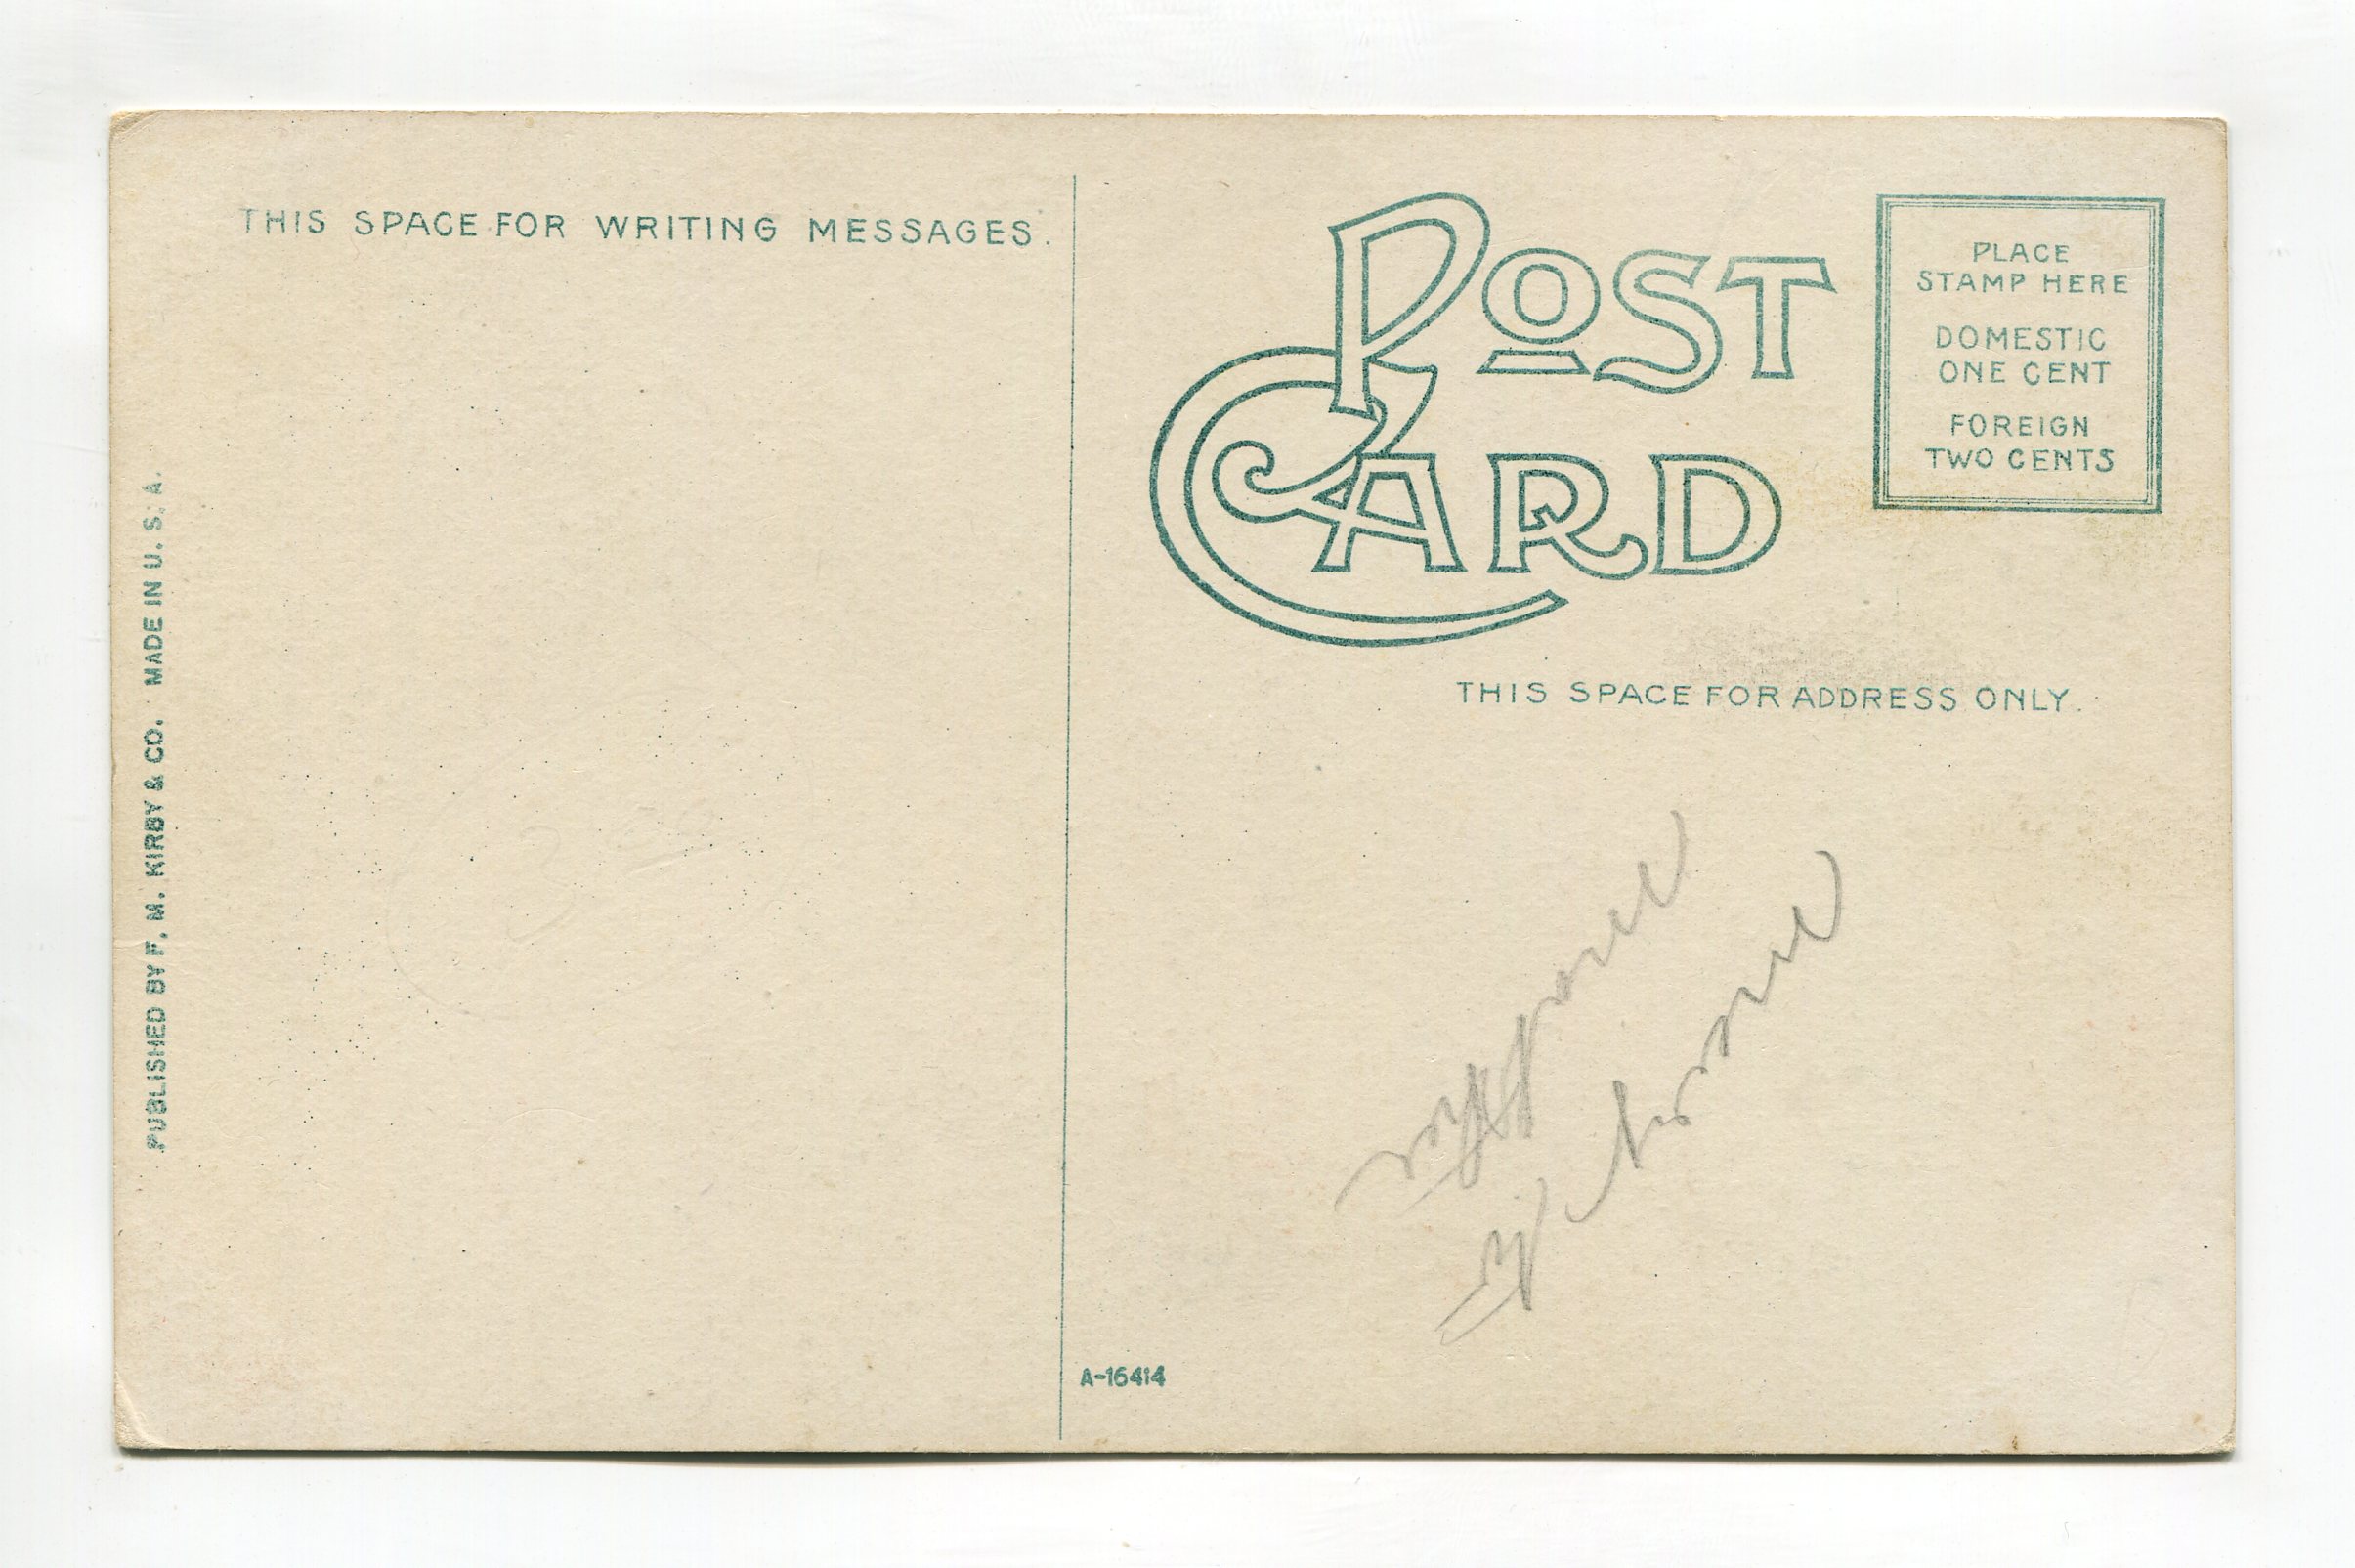 THIS SPACE FOR WRITING MESSAGES.
POST
CARD
PLACE
STAMP HERE
DOMESTIC
ONE CENT
FOREIGN
TWO CENTS
THIS SPACE FOR ADDRESS ONLY.
PUBLISHED BY F. M. KIRBY & CO. MADE IN U. S. A.
A-16414